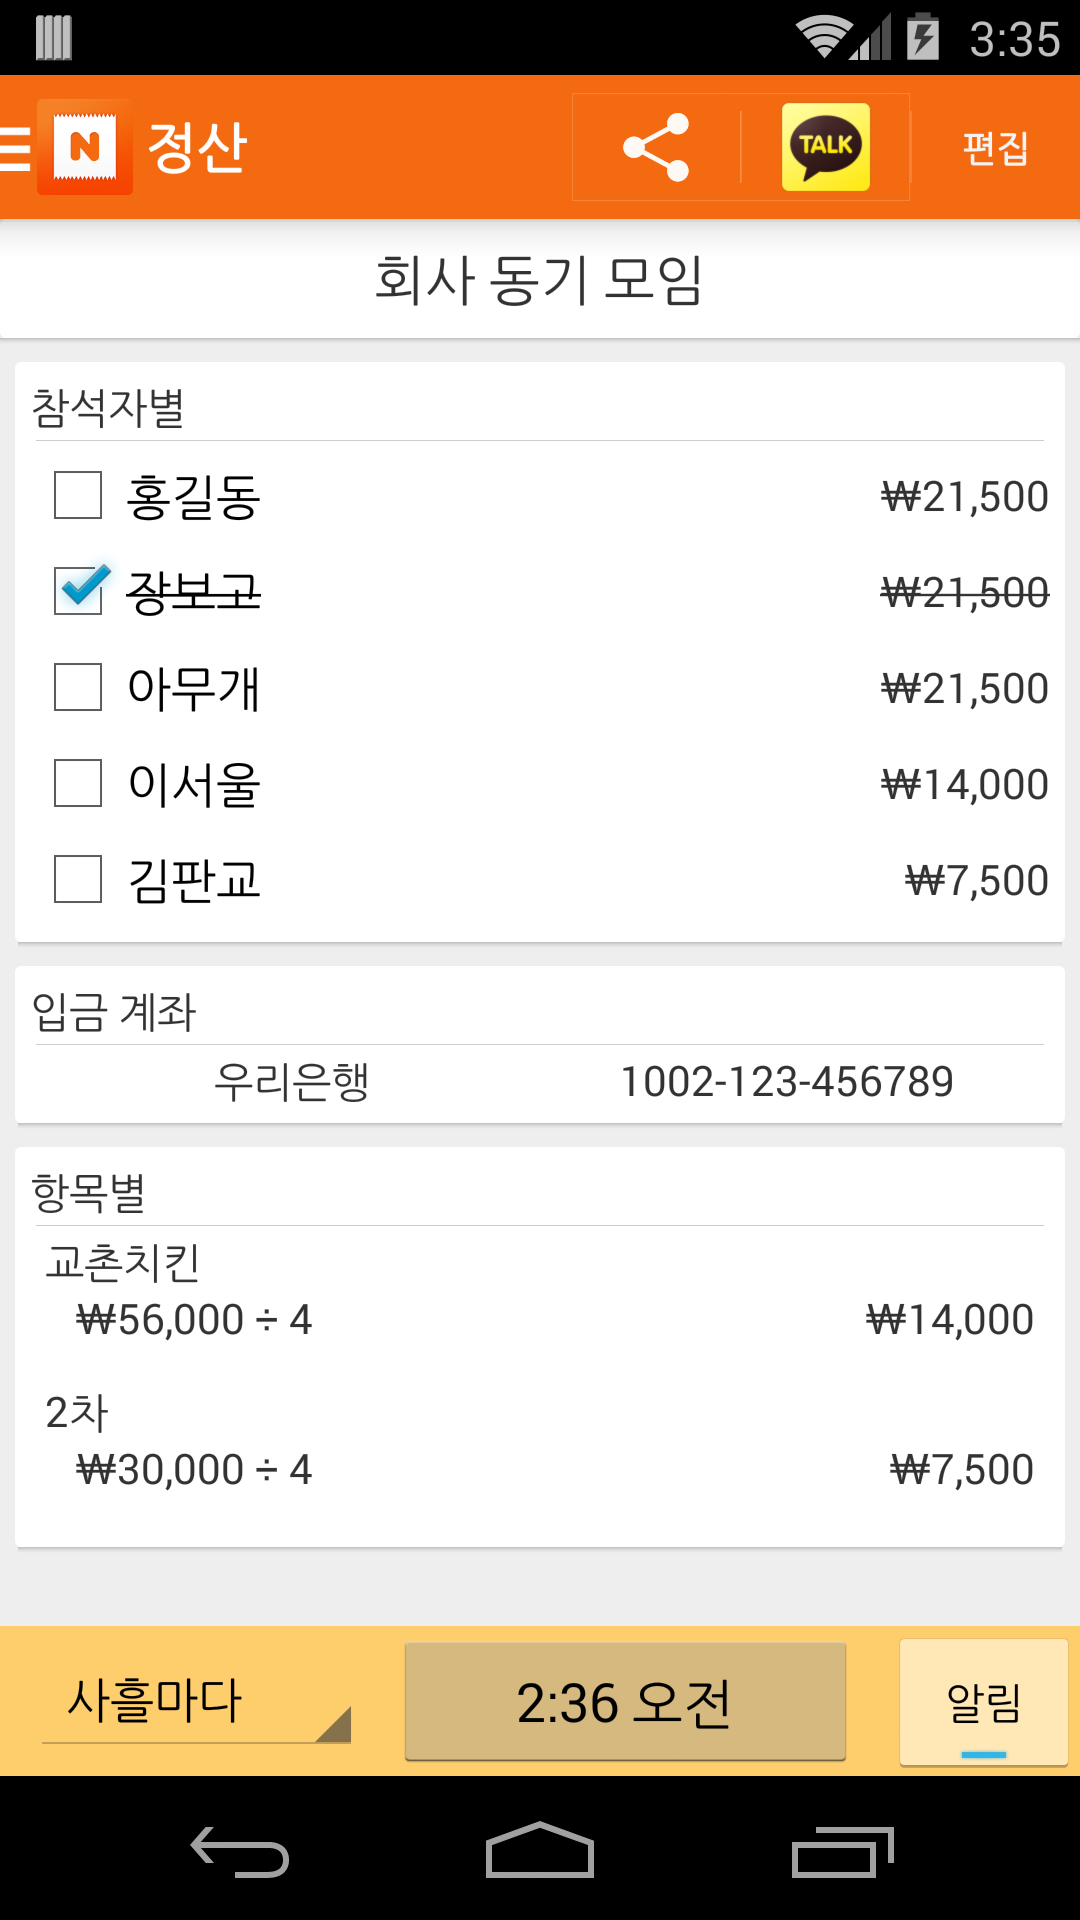 3:35
N 정산 TALK 편집
회사 동기 모임
참석자별
홍길동 ₩21,500
장보고 ₩21,500
아무개 ₩21,500
이서울 ₩14,000
김판교 ₩7,500
입금 계좌
우리은행 1002-123-456789
항목별
교촌치킨
₩56,000 ÷ 4 ₩14,000
2차
₩30,000 ÷ 4 ₩7,500
사흘마다 2:36 오전 알림